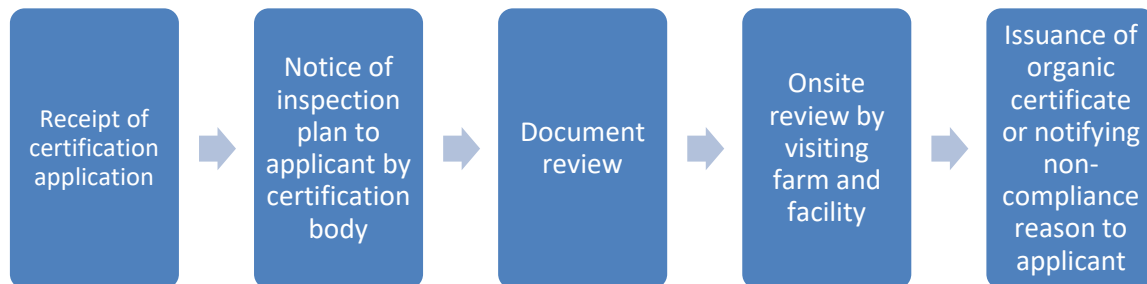 Receipt of
certification
application
Notice of
inspection
plan to
applicant by
certification
body
Document
review
Onsite
review by
visiting
farm and
facility
Issuance of
organic
certificate
or notifying
non-
compliance
reason to
applicant